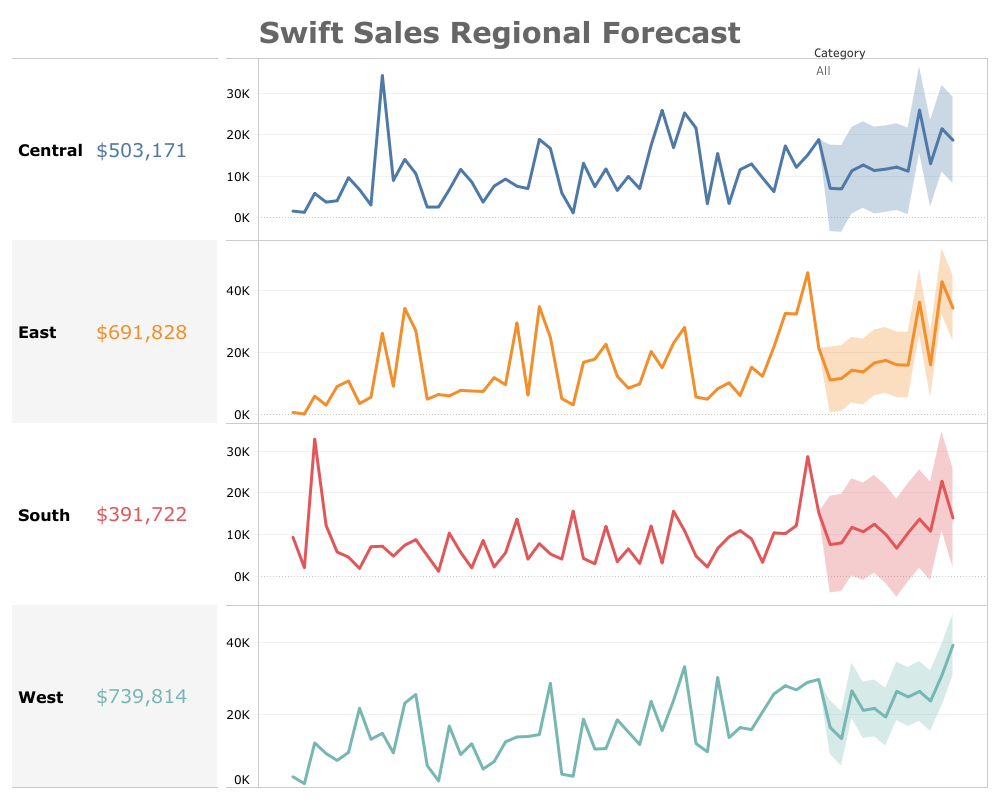 Swift Sales Regional Forecast
Category
All
Central $503,171
30K
20K
10K
0K
East $691,828
40K
20K
0K
South $391,722
30K
20K
10K
0K
West $739,814
40K
20K
0K